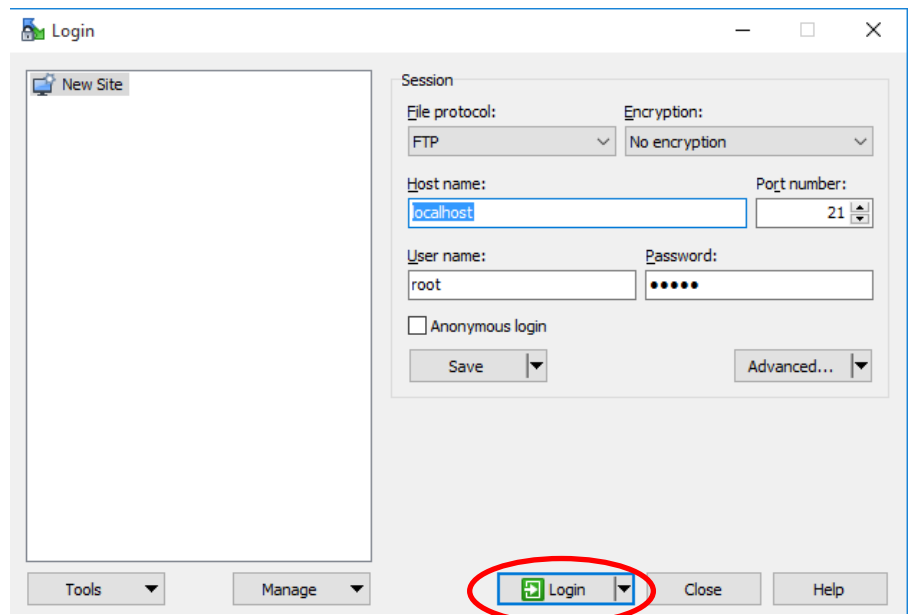 Login
New Site
Session
File protocol: Encryption:
FTP No encryption
Host name: Port number:
localhost 21
User name: Password:
root •••••
Anonymous login
Save Advanced...
Tools Manage Login Close Help